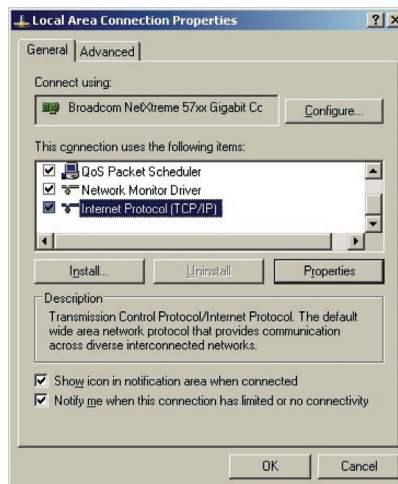 Local Area Connection Properties
General
Advanced
Connect using:
Broadcom NetXtreme 57xx Gigabit Cc
Configure...
This connection uses the following items:
QoS Packet Scheduler
Network Monitor Driver
Internet Protocol (TCP/IP)
Install...
Uninstall
Properties
Description
Transmission Control Protocol/Internet Protocol. The default
wide area network protocol that provides communication
across diverse interconnected networks.
Show icon in notification area when connected
Notify me when this connection has limited or no connectivity
OK
Cancel